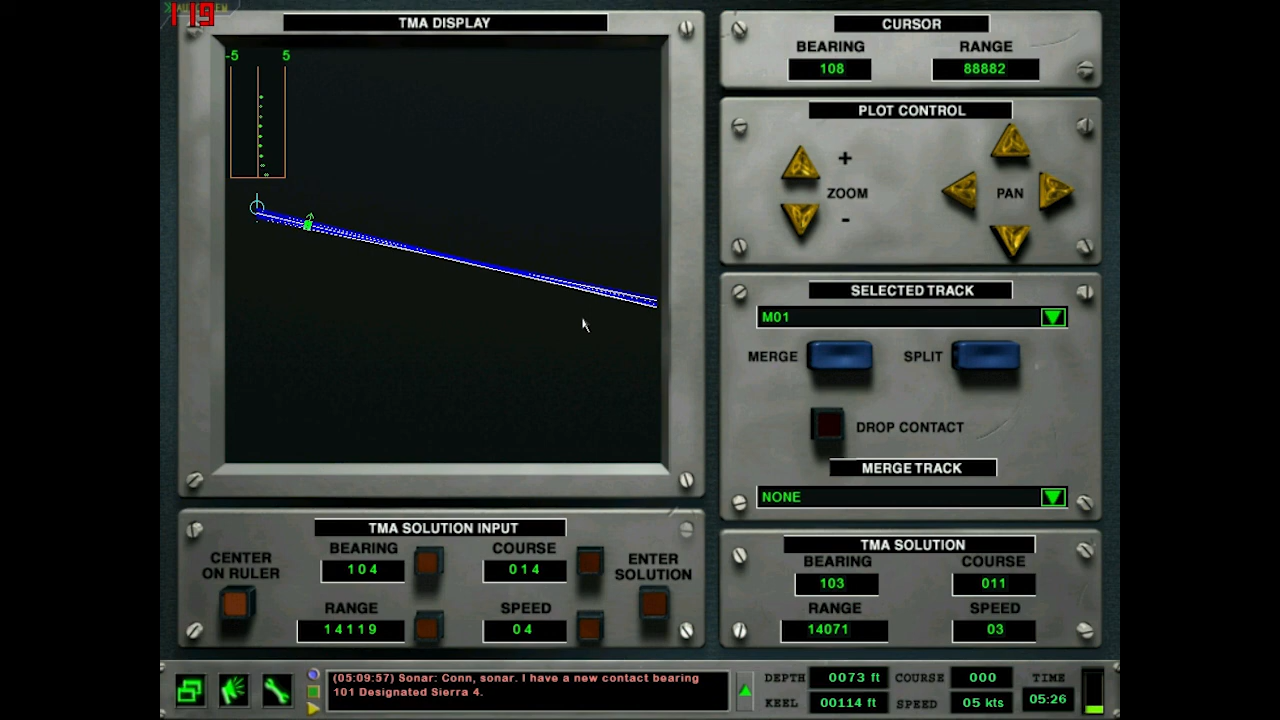 119
TMA DISPLAY
-5 5
CURSOR
BEARING RANGE
108 88882
PLOT CONTROL
+
ZOOM
-
PAN
SELECTED TRACK
M01
MERGE SPLIT
DROP CONTACT
MERGE TRACK
NONE
TMA SOLUTION INPUT
CENTER
ON RULER
BEARING COURSE
104 014
RANGE SPEED
14119 04
ENTER
SOLUTION
TMA SOLUTION
BEARING COURSE
103 011
RANGE SPEED
14071 03
(05:09:57) Sonar: Conn, sonar. I have a new contact bearing
101 Designated Sierra 4.
DEPTH 0073 ft COURSE 000 TIME
KEEL 00114 ft SPEED 05 kts 05:26